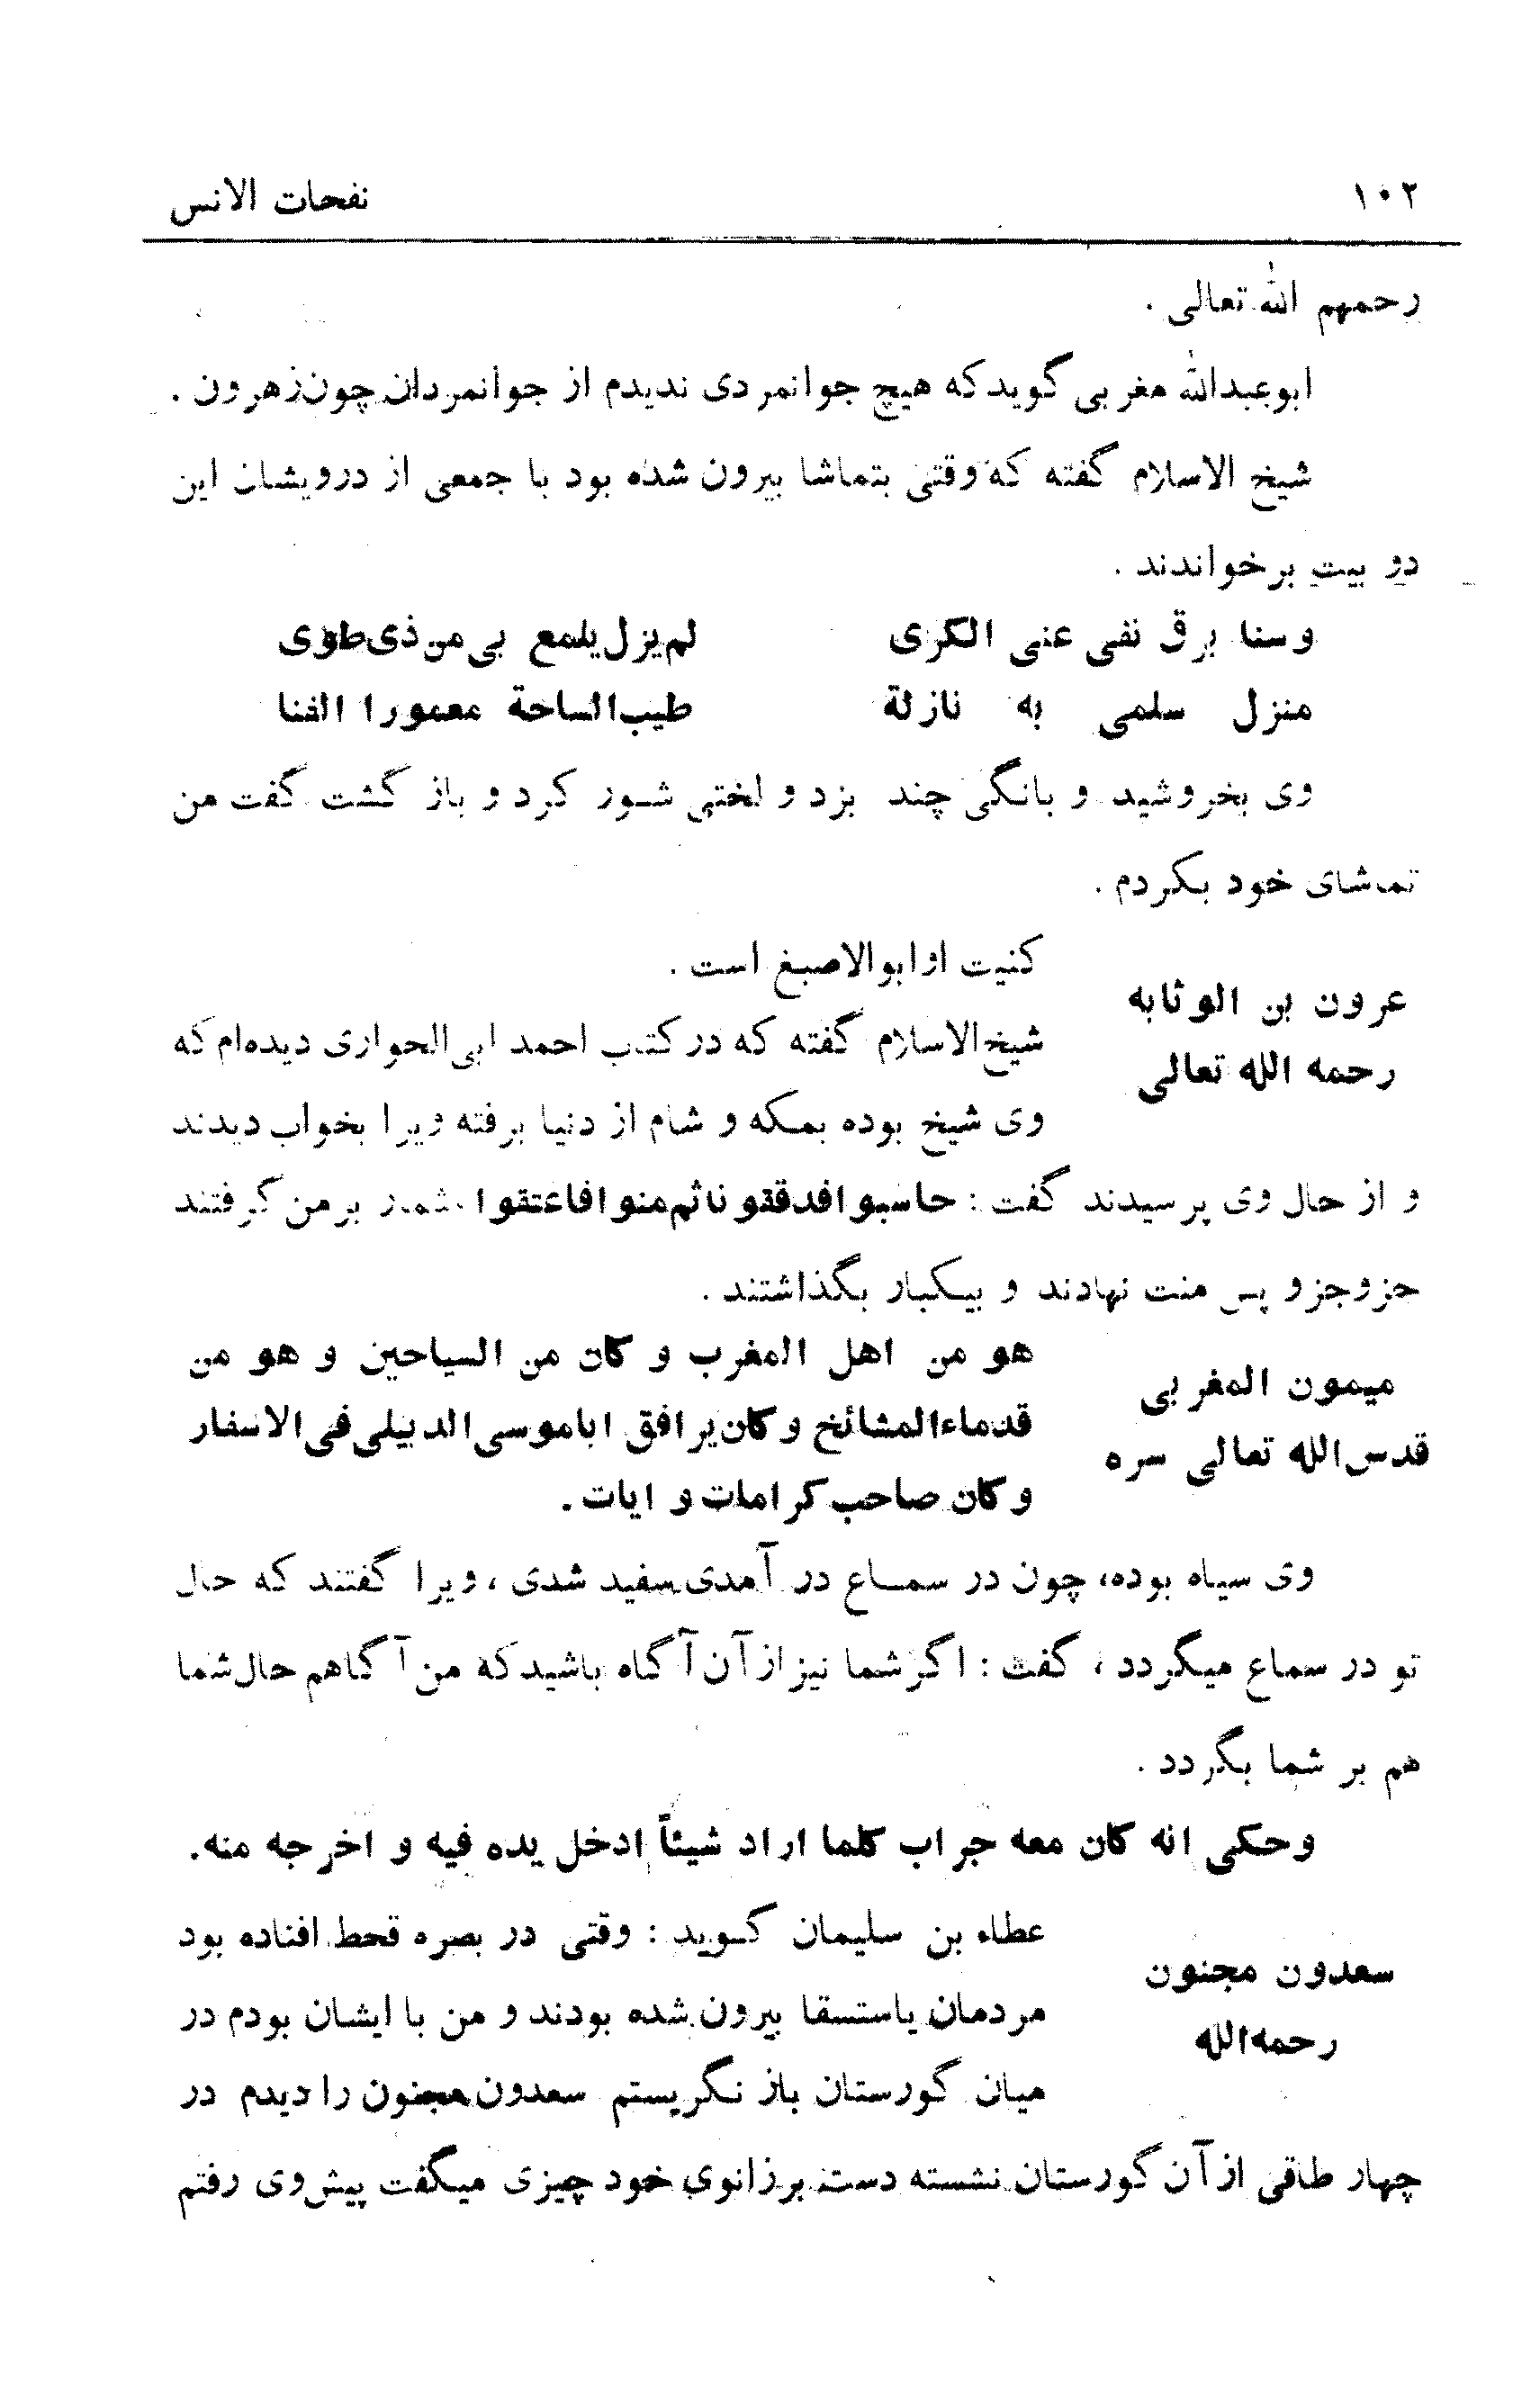 ۱۰۲ نفحات الانس
رحمهم الله تعالی .
ابوعبدالله مغربی گوید که هیچ جوانمردی ندیدم از جوانمردان چون زهرون .
شیخ الاسلام گفته که وقتی بتماشا بیرون شده بود با جمعی از درویشان این
دو بیت برخواندند .
و سنا برق نفی عنی الکری لم یزل یلمع بی من ذی طوی
منزل سلمی به نازلة طیب الساحة معمورا الفنا
وی بخروشید و بانگی چند بزد و لختی شور کرد و باز گشت گفت من
تماشای خود بکردم .
عرون بن الوثابه
رحمه الله تعالی
کنیت او ابوالاصبغ است .
شیخ الاسلام گفته که در کتاب احمد ابی الحواری دیده‌ام که
وی شیخ بوده بمکه و شام از دنیا برفته ویرا بخواب دیدند
و از حال وی پرسیدند گفت : حاسبوا فدققو نا ثم منوا فاعتقوا ، شمار بر من گرفتند
حزوجزو پس منت نهادند و بیکبار بگذاشتند .
میمون المغربی
قدس الله تعالی سره
هو من اهل المغرب و کان من السیاحین و هو من
قدماء المشائخ و کان یرافق اباموسی الدبیلی فی الاسفار
و کان صاحب کرامات و ایات .
وی سیاه بوده، چون در سماع در آمدی سفید شدی ، ویرا گفتند که حال
تو در سماع میگردد ، گفت : اگر شما نیز از آن آگاه باشید که من آگاهم حال شما
هم بر شما بگردد .
وحکی انه کان معه جراب کلما اراد شیئاً ادخل یده فیه و اخرجه منه.
سعدون مجنون
رحمه الله
عطاء بن سلیمان گوید : وقتی در بصره قحط افتاده بود
مردمان باستسقا بیرون شده بودند و من با ایشان بودم در
میان گورستان باز نگریستم سعدون مجنون را دیدم در
چهار طاقی از آن گورستان نشسته دست برزانوی خود چیزی میگفت پیش وی رفتم